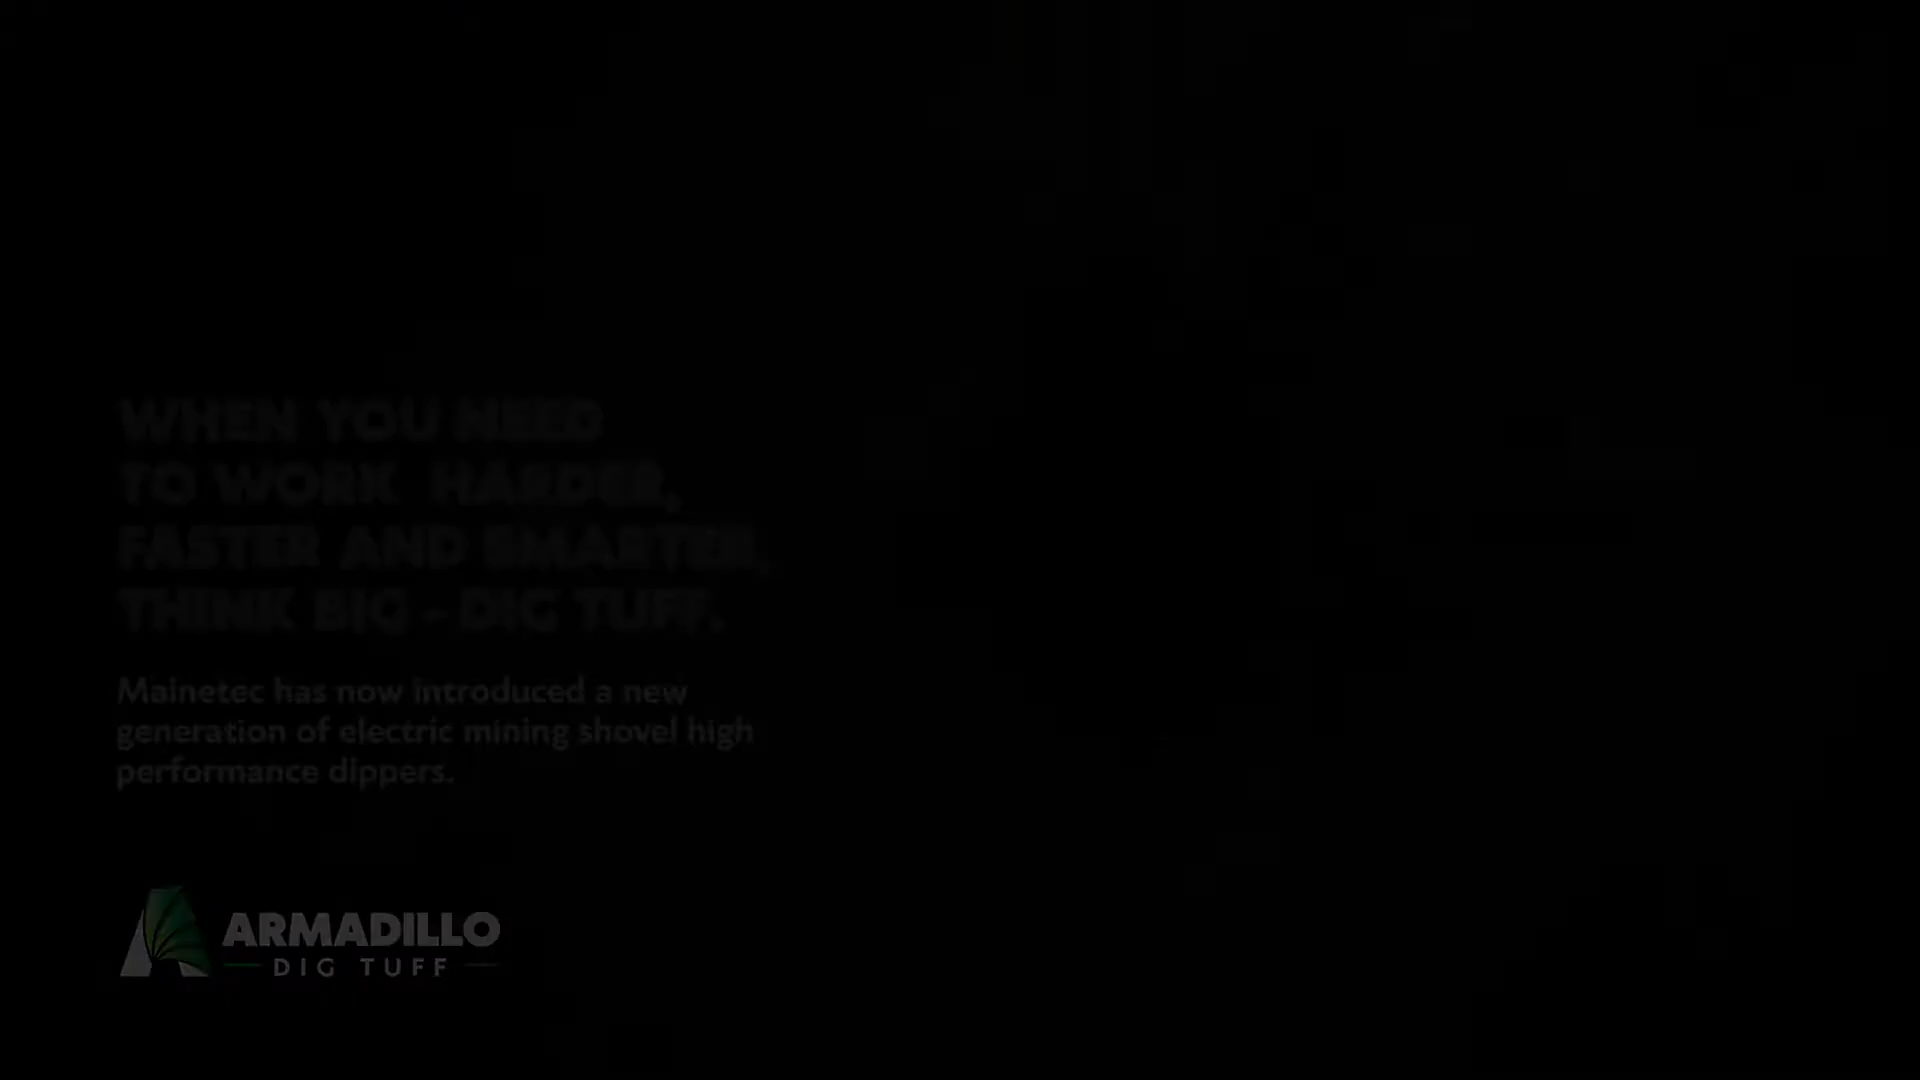 WHEN YOU NEED
TO WORK HARDER,
FASTER AND SMARTER,
THINK BIG - DIG TUFF.
Mainetec has now introduced a new
generation of electric mining shovel high
performance dippers.
ARMADILLO
DIG TUFF